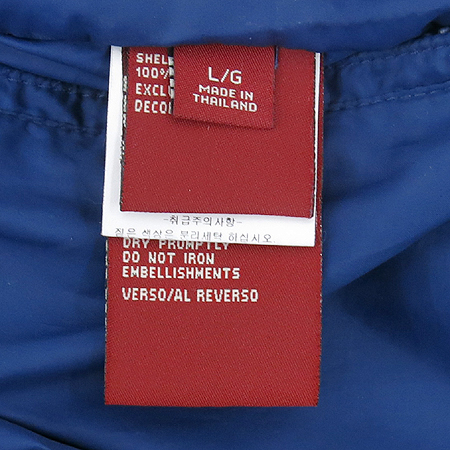 SHEL
100%
EXCL
DECO
L/G
MADE IN
THAILAND
-취급주의사항-
짙은 색상은 분리세탁 하십시오
DRY PROMPTLY
DO NOT IRON
EMBELLISHMENTS
VERSO/AL REVERSO